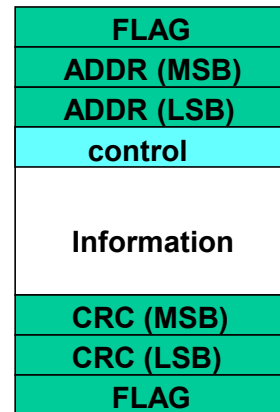 FLAG
ADDR (MSB)
ADDR (LSB)
control
Information
CRC (MSB)
CRC (LSB)
FLAG